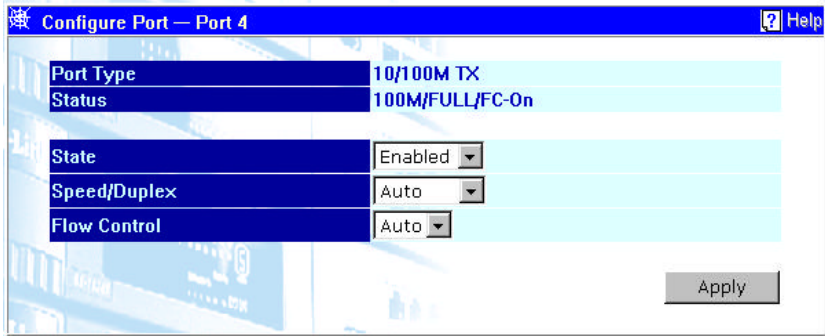 Configure Port — Port 4
? Help
Port Type 10/100M TX
Status 100M/FULL/FC-On
State Enabled
Speed/Duplex Auto
Flow Control Auto
Apply